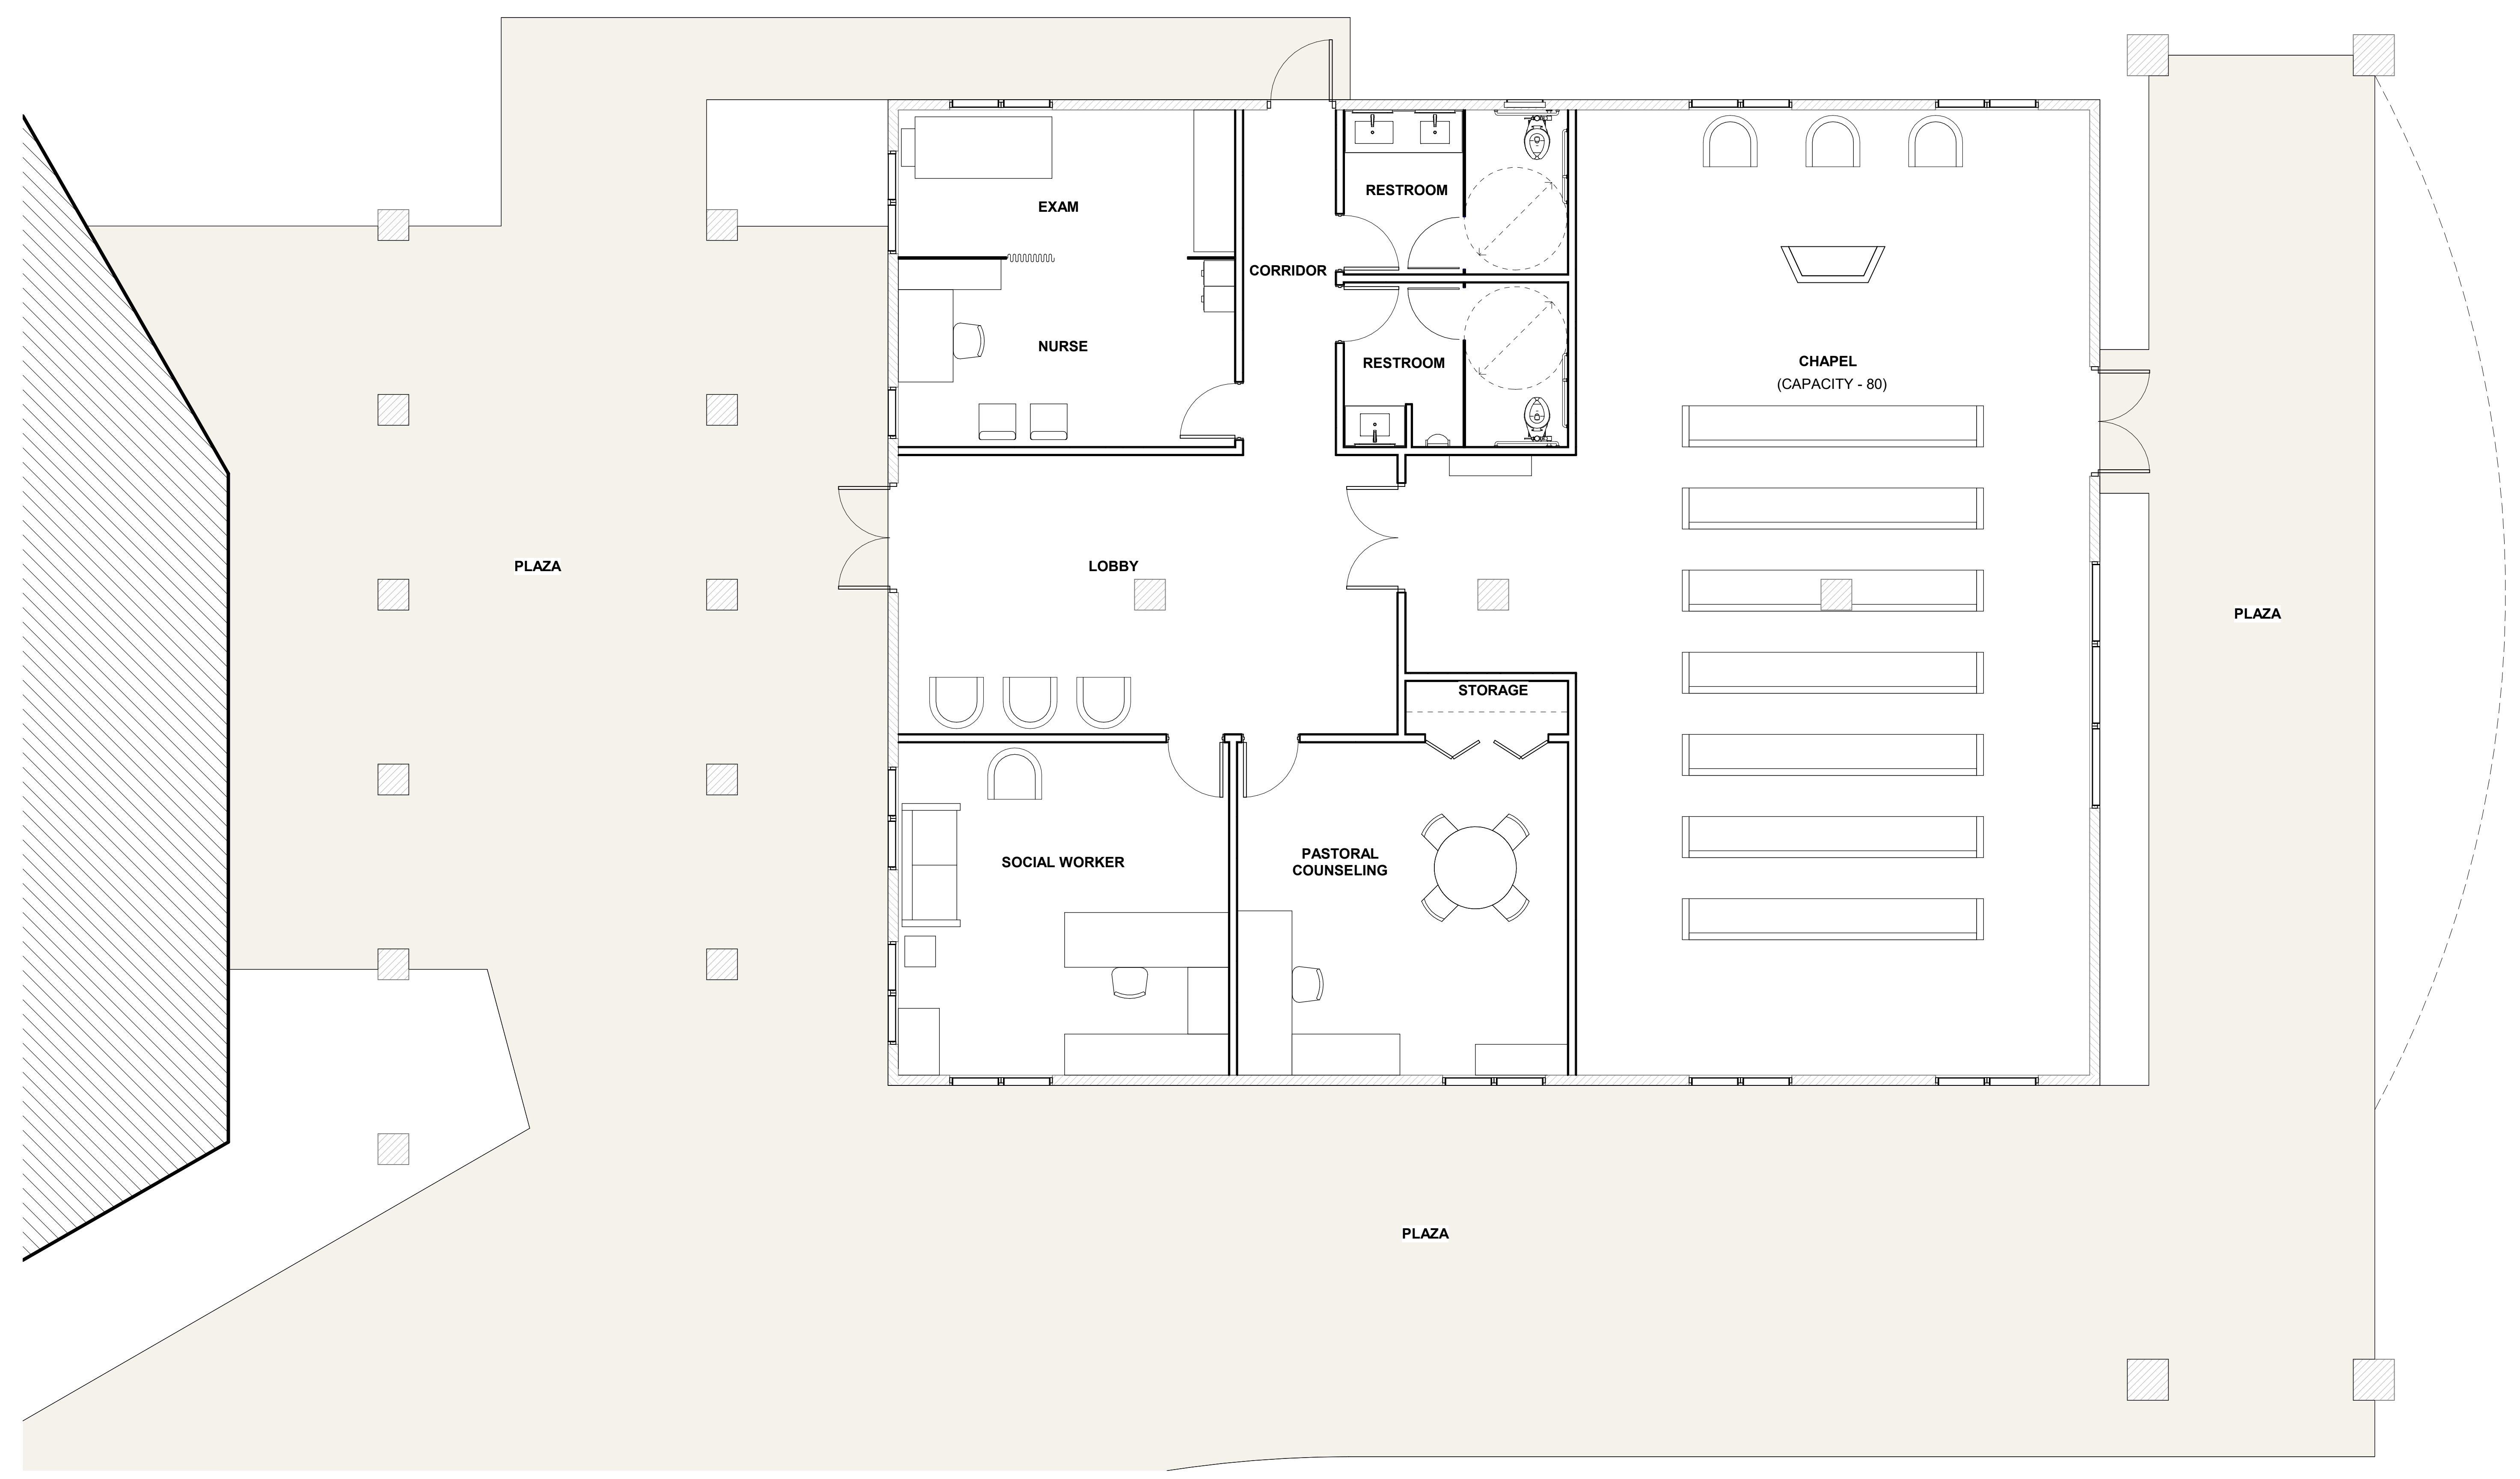 RESTROOM
EXAM
CORRIDOR
NURSE
RESTROOM
CHAPEL
(CAPACITY - 80)
PLAZA
LOBBY
PLAZA
STORAGE
SOCIAL WORKER
PASTORAL
COUNSELING
PLAZA